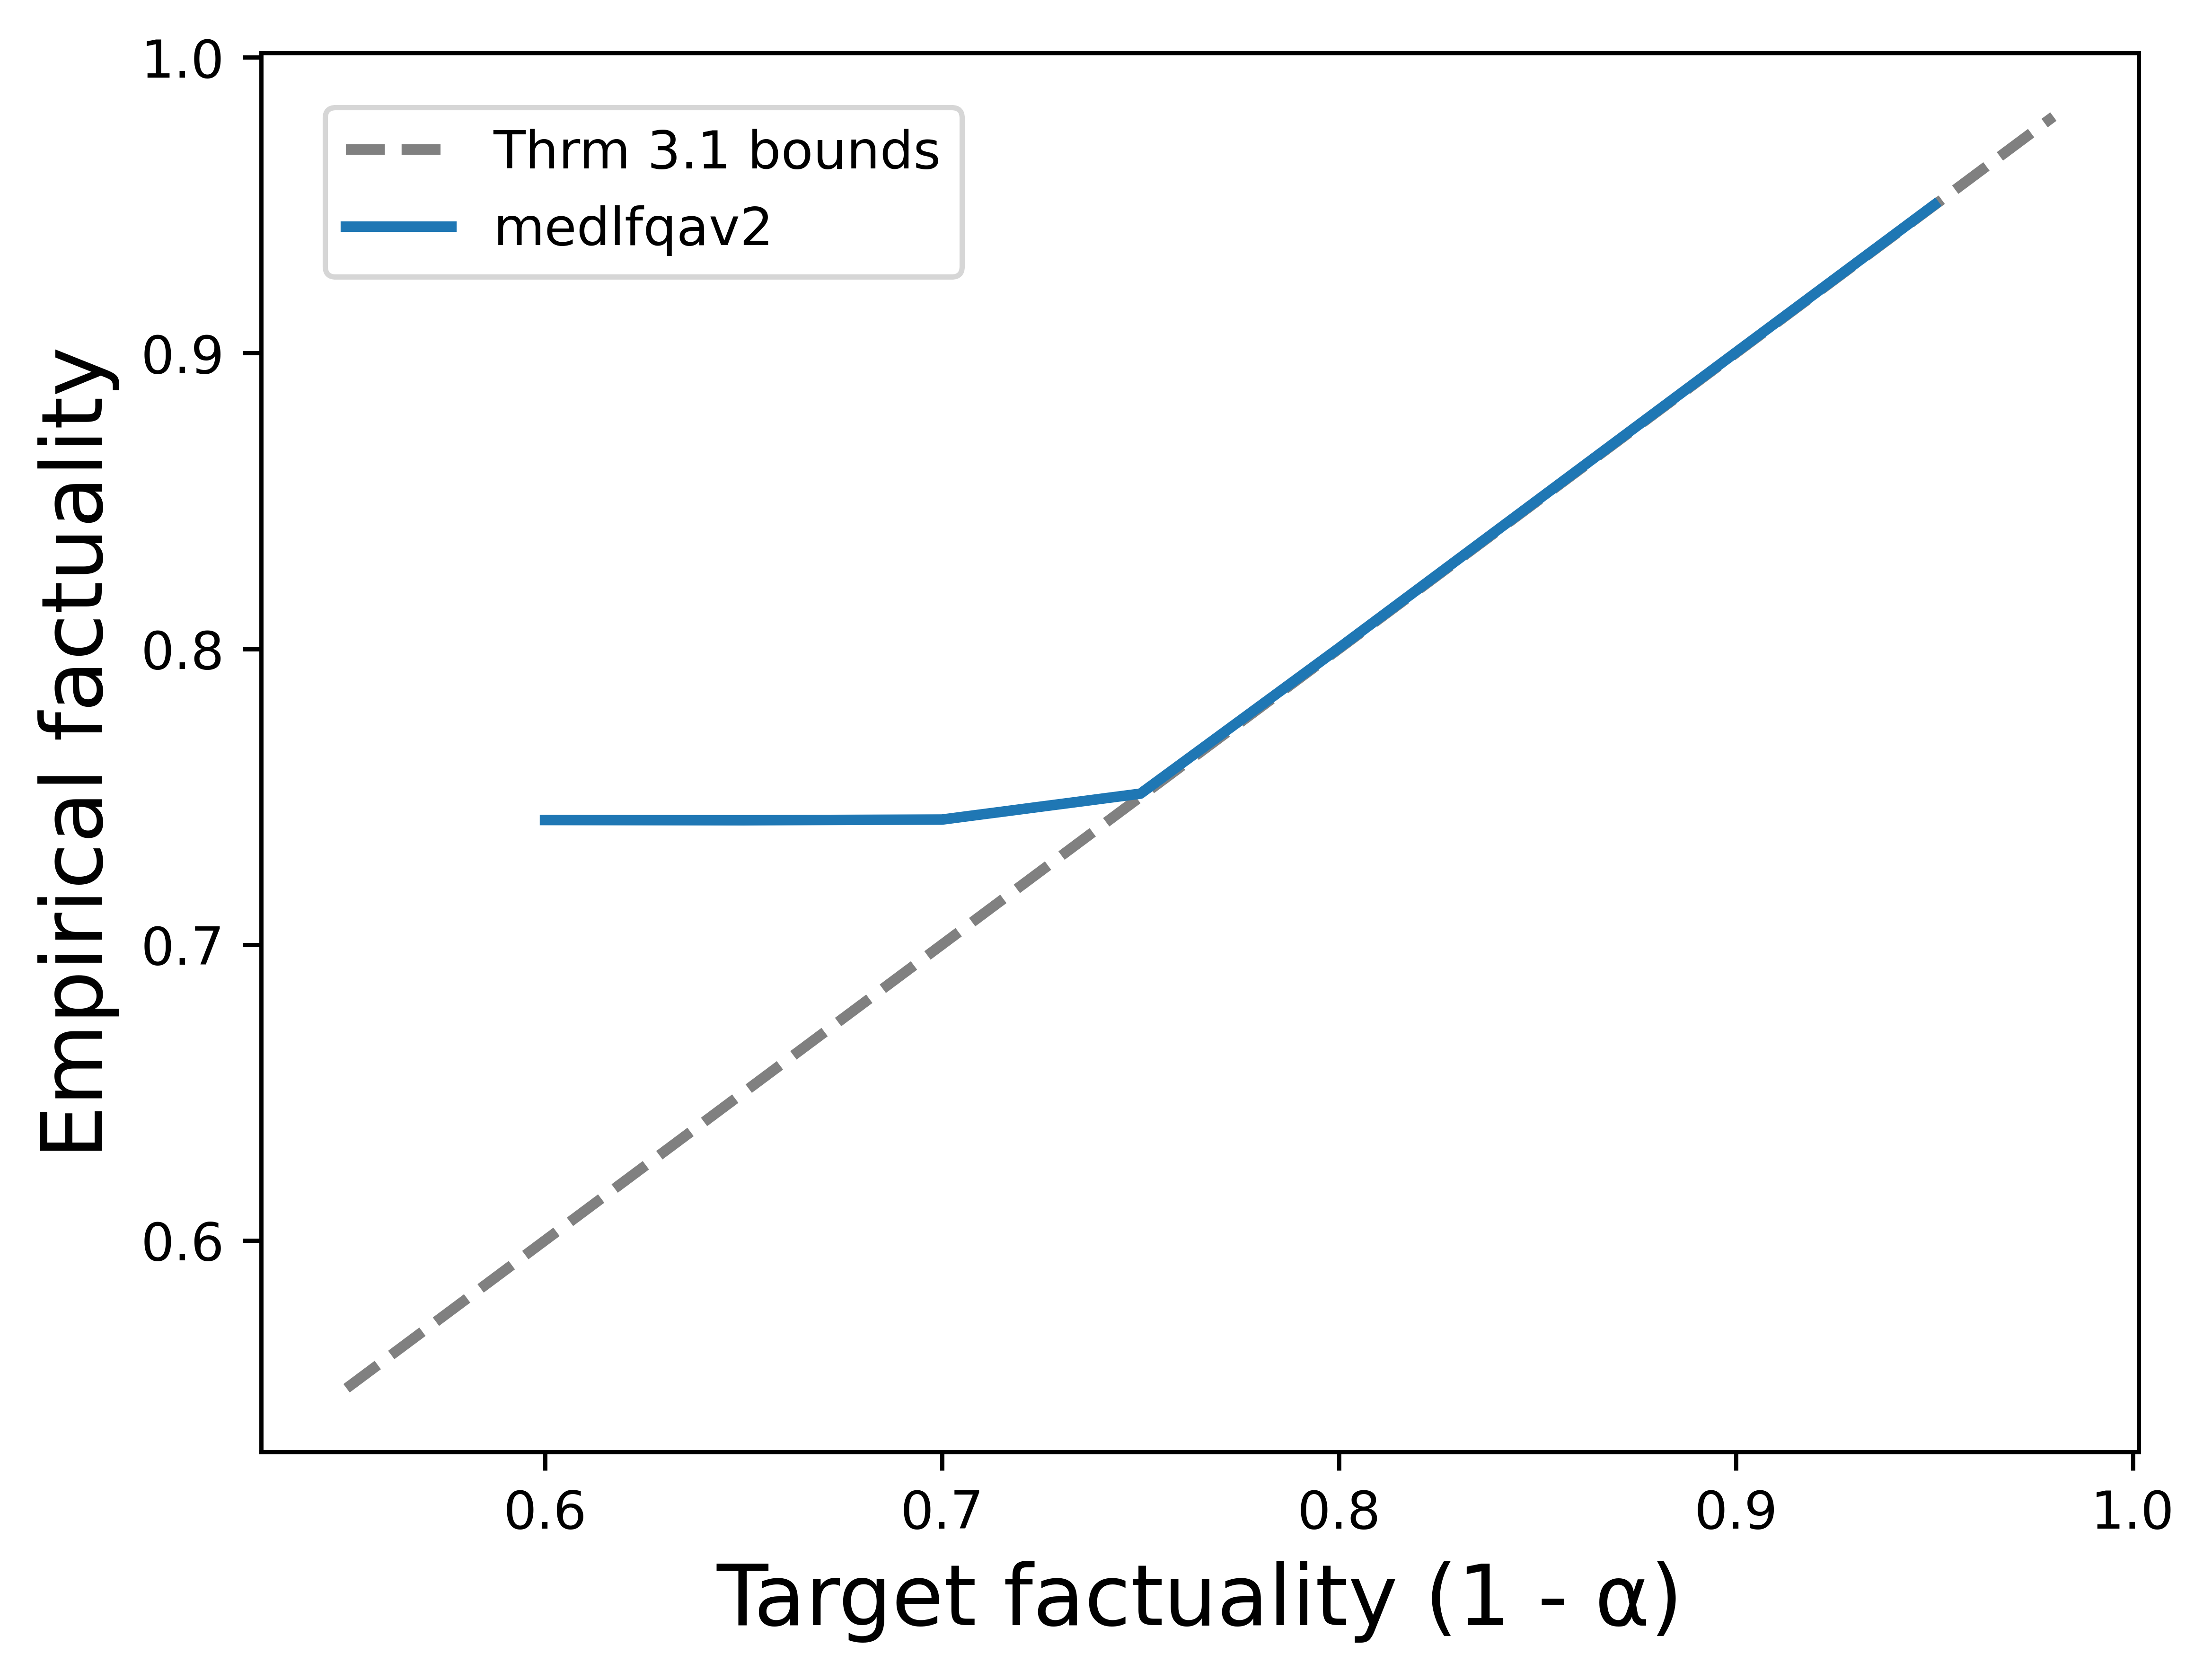 Thrm 3.1 bounds
medlfqav2
Empirical factuality
1.0
0.9
0.8
0.7
0.6
0.6
0.7
0.8
0.9
1.0
Target factuality (1 - α)